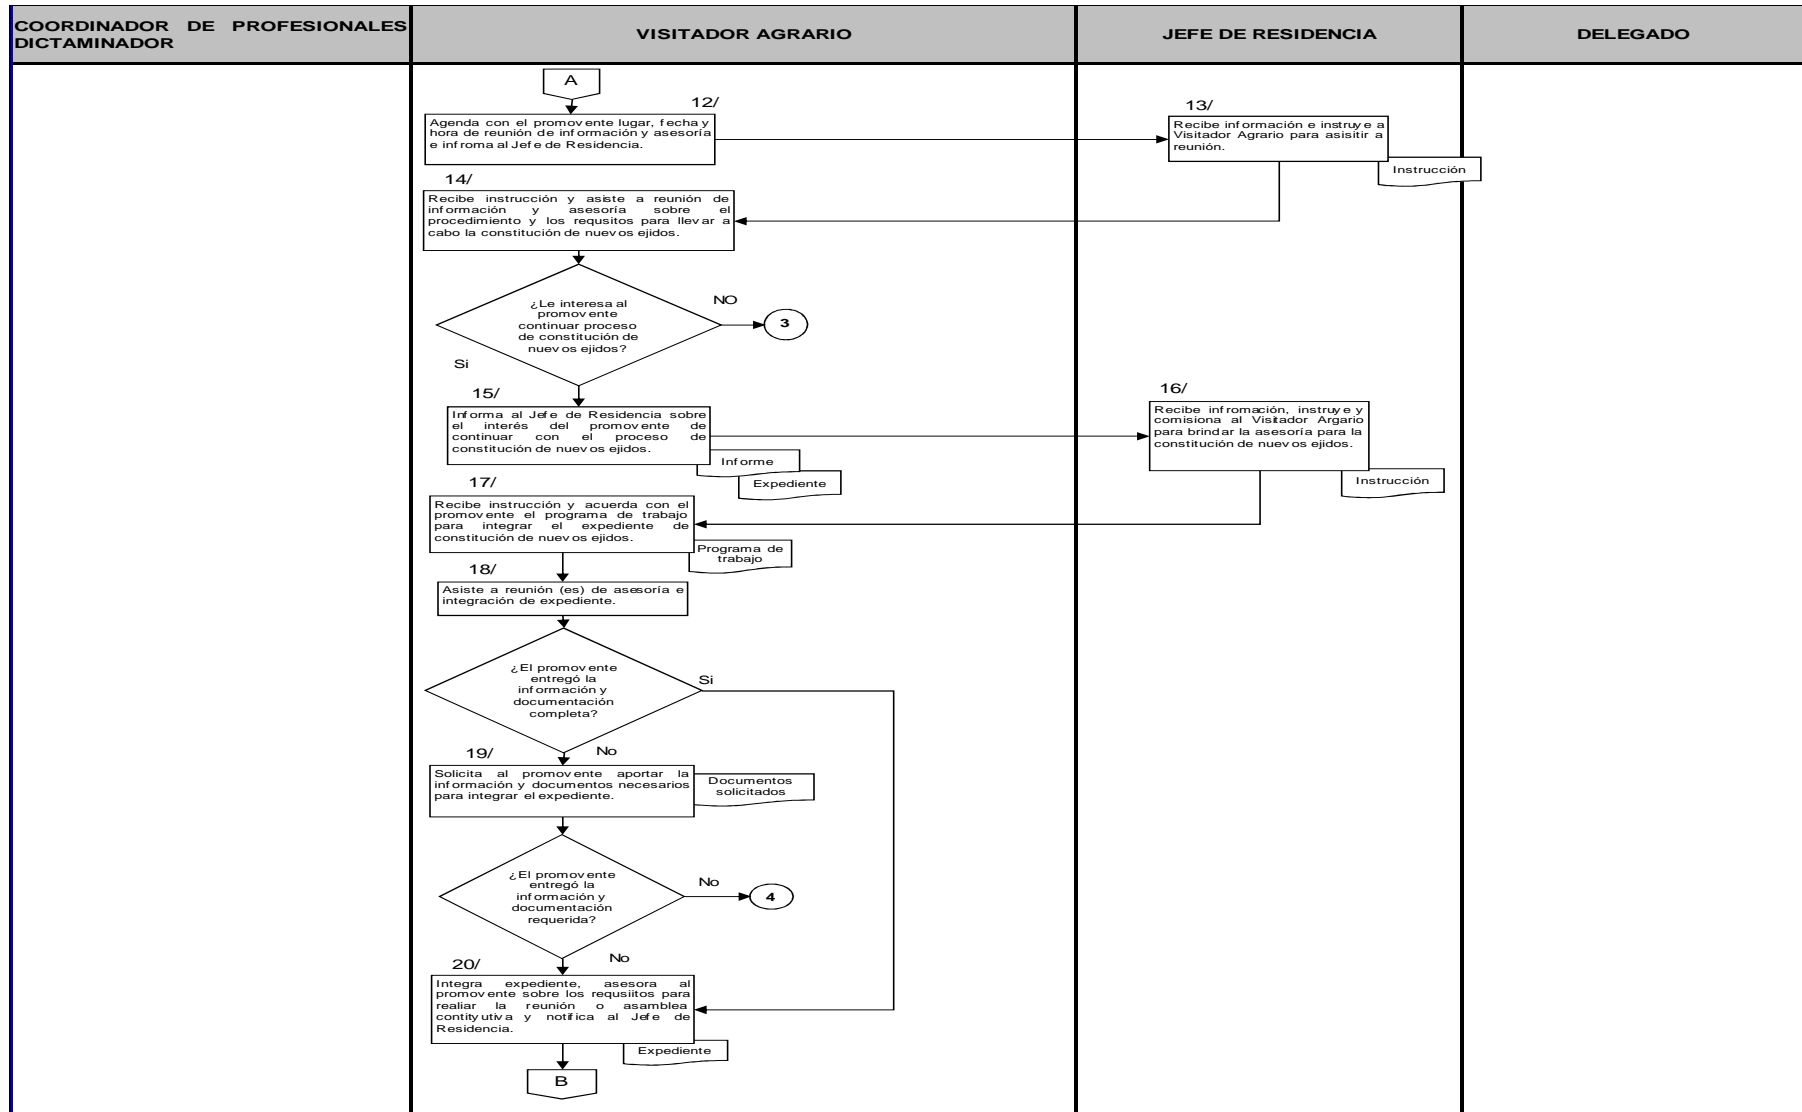 COORDINADOR DE PROFESIONALES
DICTAMINADOR
VISITADOR AGRARIO
JEFE DE RESIDENCIA
DELEGADO
A
12/
Agenda con el promovente lugar, fecha y
hora de reunión de información y asesoría
e infroma al Jefe de Residencia.
13/
Recibe información e instruye a
Visitador Agrario para asisitir a
reunión.
Instrucción
14/
Recibe instrucción y asiste a reunión de
información y asesoría sobre el
procedimiento y los requsitos para llevar a
cabo la constitución de nuevos ejidos.
¿Le interesa al
promovente
continuar proceso
de constitución de
nuevos ejidos?
NO
3
Si
15/
Informa al Jefe de Residencia sobre
el interés del promovente de
continuar con el proceso de
constitución de nuevos ejidos.
Informe
Expediente
16/
Recibe infromación, instruye y
comisiona al Visitador Argario
para brindar la asesoría para la
constitución de nuevos ejidos.
Instrucción
17/
Recibe instrucción y acuerda con el
promovente el programa de trabajo
para integrar el expediente de
constitución de nuevos ejidos.
Programa de
trabajo
18/
Asiste a reunión (es) de asesoría e
integración de expediente.
¿El promovente
entregó la
información y
documentación
completa?
Si
No
19/
Solicita al promovente aportar la
información y documentos necesarios
para integrar el expediente.
Documentos
solicitados
¿El promovente
entregó la
información y
documentación
requerida?
No
4
No
20/
Integra expediente, asesora al
promovente sobre los requsiitos para
realiar la reunión o asamblea
contityutiva y notifica al Jefe de
Residencia.
Expediente
B